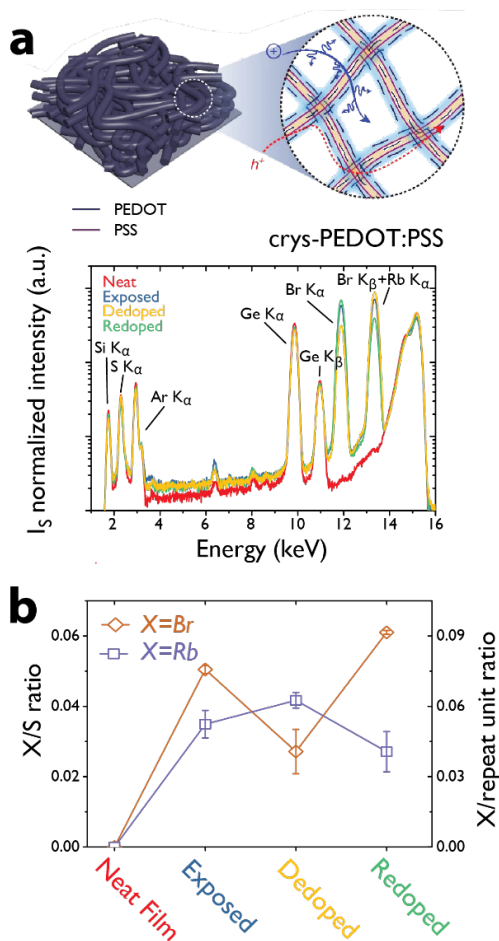 a
+
h⁺
PEDOT
PSS
crys-PEDOT:PSS
Neat
Exposed
Dedoped
Redoped
Si Kα
S Kα
Ar Kα
Ge Kα
Ge Kβ
Br Kα
Br Kβ+Rb Kα
I_S normalized intensity (a.u.)
2 4 6 8 10 12 14 16
Energy (keV)
b
X=Br
X=Rb
0.06
0.04
0.02
0.00
X/S ratio
0.09
0.06
0.03
0.00
X/repeat unit ratio
Neat Film
Exposed
Dedoped
Redoped